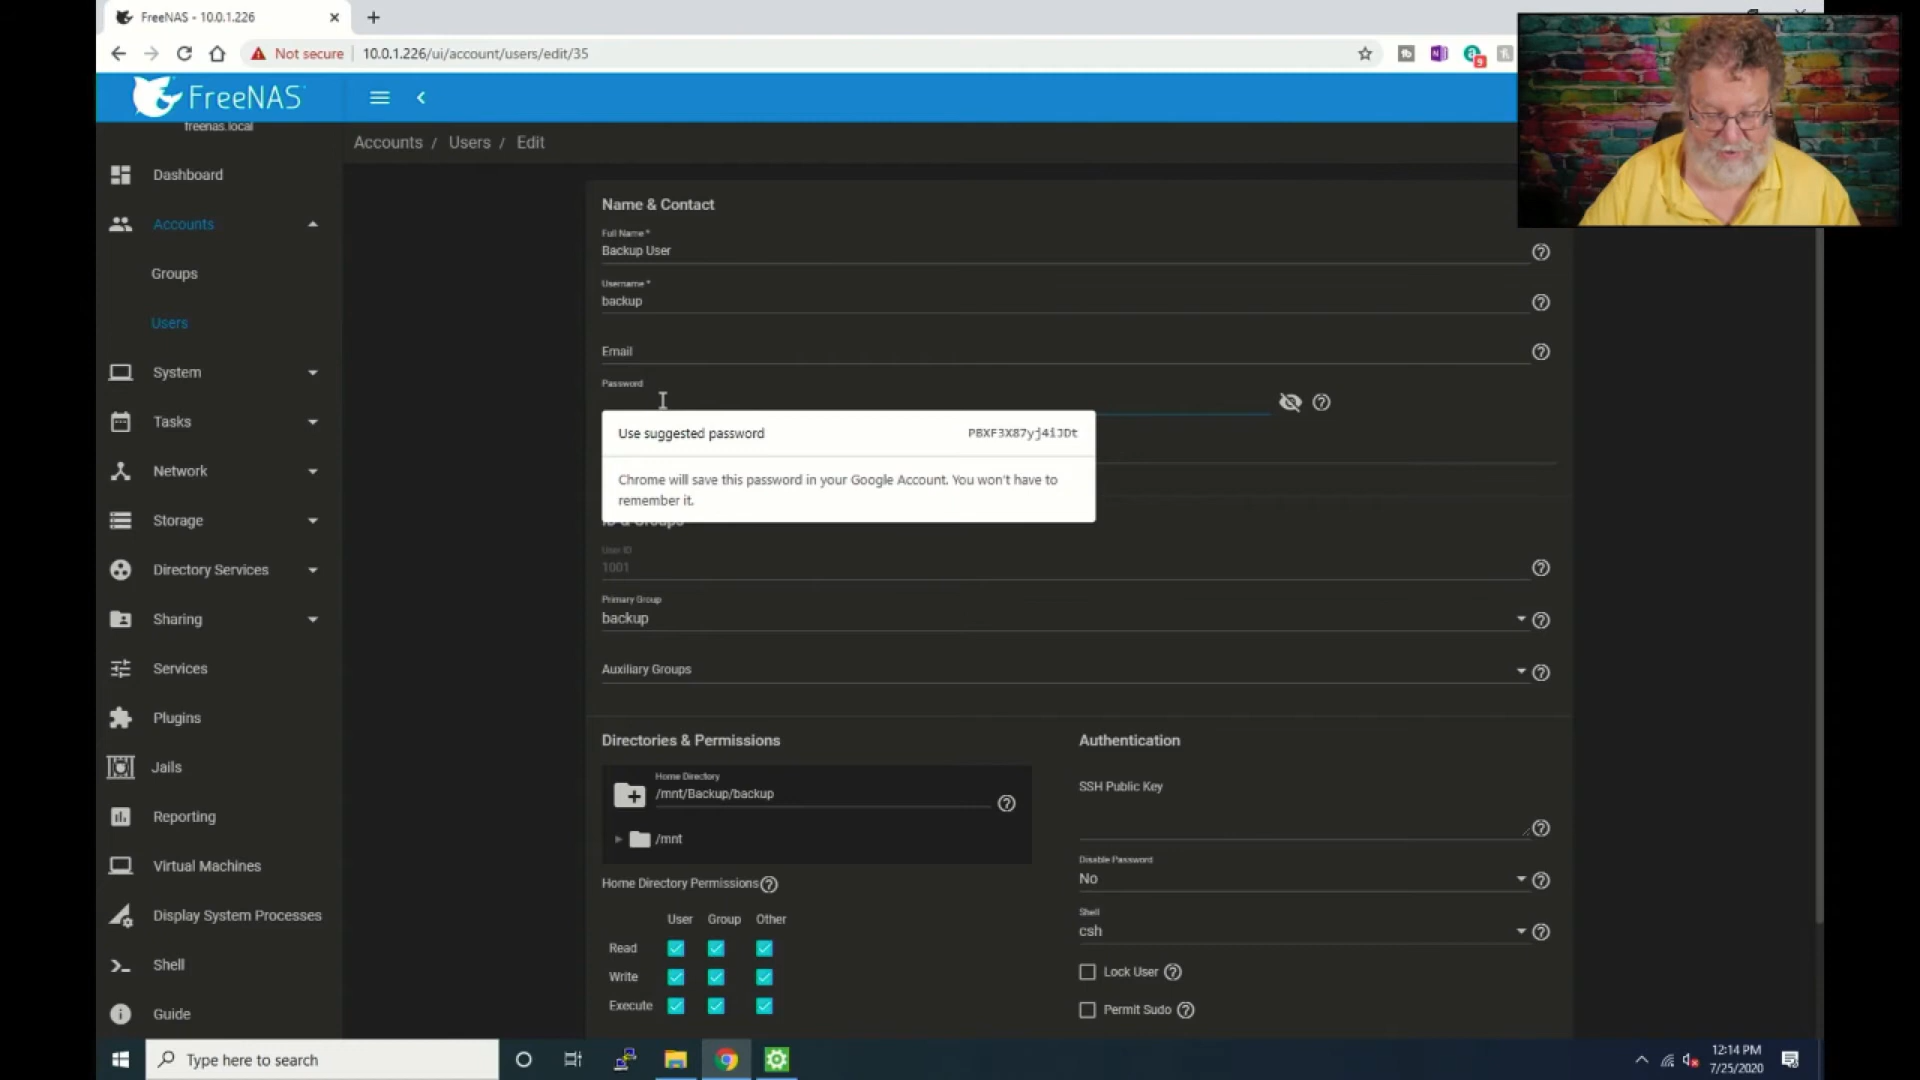 FreeNAS - 10.0.1.226
Not secure 10.0.1.226/ui/account/users/edit/35
9
FreeNAS
freenas.local
Accounts / Users / Edit
Dashboard
Accounts
Groups
Users
System
Tasks
Network
Storage
Directory Services
Sharing
Services
Plugins
Jails
Reporting
Virtual Machines
Display System Processes
Shell
Guide
Name & Contact
Full Name *
Backup User
Username *
backup
Email
Password
Use suggested password PBXF3X87yj4iJDt
Chrome will save this password in your Google Account. You won't have to
remember it.
ID & Groups
User ID
1001
Primary Group
backup
Auxiliary Groups
Directories & Permissions
Home Directory
/mnt/Backup/backup
/mnt
Home Directory Permissions
User Group Other
Read
Write
Execute
Authentication
SSH Public Key
Disable Password
No
Shell
csh
Lock User
Permit Sudo
Type here to search
12:14 PM
7/25/2020